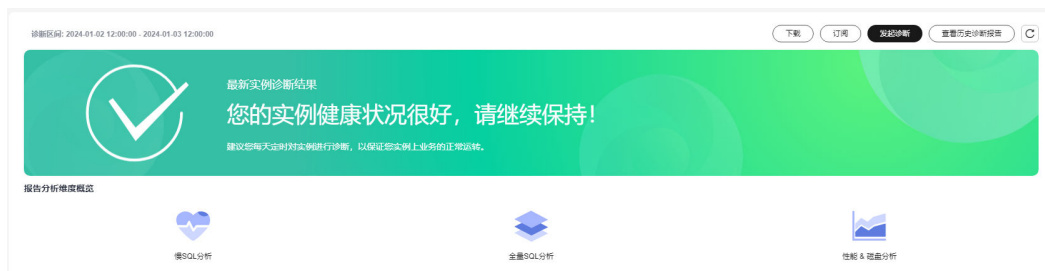 诊断区间: 2024-01-02 12:00:00 - 2024-01-03 12:00:00
下载 订阅 发起诊断 查看历史诊断报告
最新实例诊断结果
您的实例健康状况很好，请继续保持！
建议您每天定时对实例进行诊断，以保证您实例上业务的正常运转。
报告分析维度概览
慢SQL分析 全量SQL分析 性能 & 磁盘分析